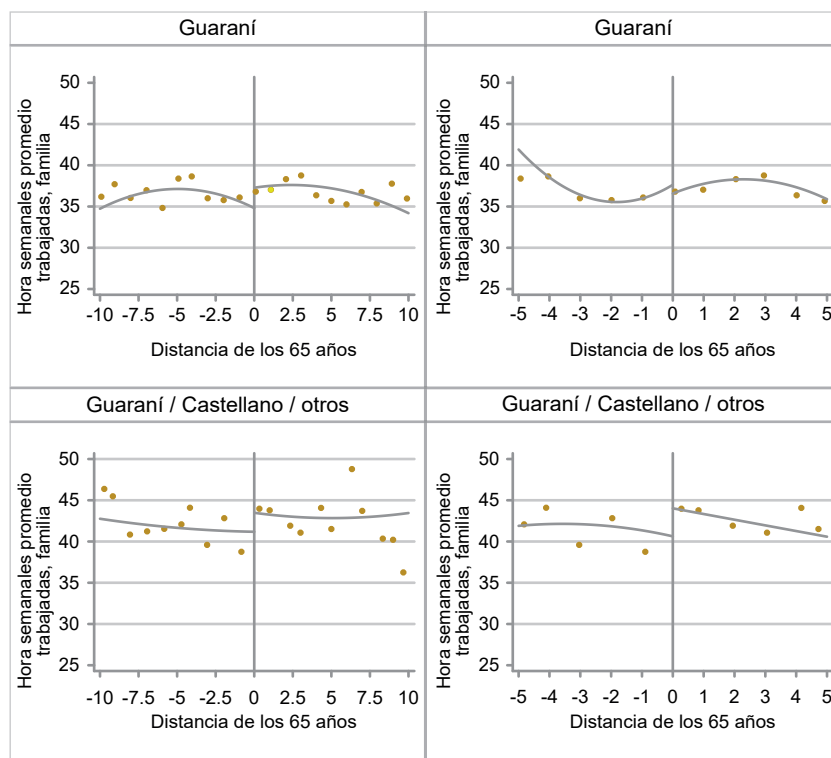 Guaraní
Hora semanales promedio
trabajadas, familia
50
45
40
35
30
25
-10 -7.5 -5 -2.5 0 2.5 5 7.5 10
Distancia de los 65 años
Guaraní
Hora semanales promedio
trabajadas, familia
50
45
40
35
30
25
-5 -4 -3 -2 -1 0 1 2 3 4 5
Distancia de los 65 años
Guaraní / Castellano / otros
Hora semanales promedio
trabajadas, familia
50
45
40
35
30
25
-10 -7.5 -5 -2.5 0 2.5 5 7.5 10
Distancia de los 65 años
Guaraní / Castellano / otros
Hora semanales promedio
trabajadas, familia
50
45
40
35
30
25
-5 -4 -3 -2 -1 0 1 2 3 4 5
Distancia de los 65 años